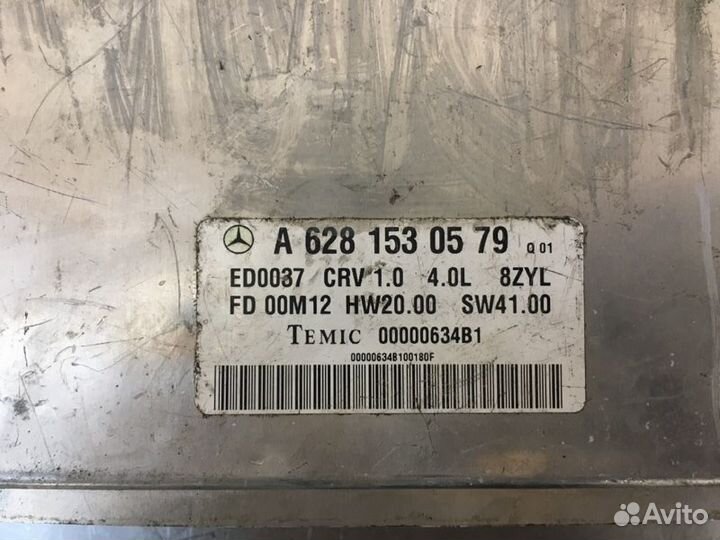 A 628 153 05 79 Q 01
ED0037 CRV 1.0 4.0L 8ZYL
FD 00M12 HW20.00 SW41.00
TEMIC 00000634B1
00000634B100180F
Avito